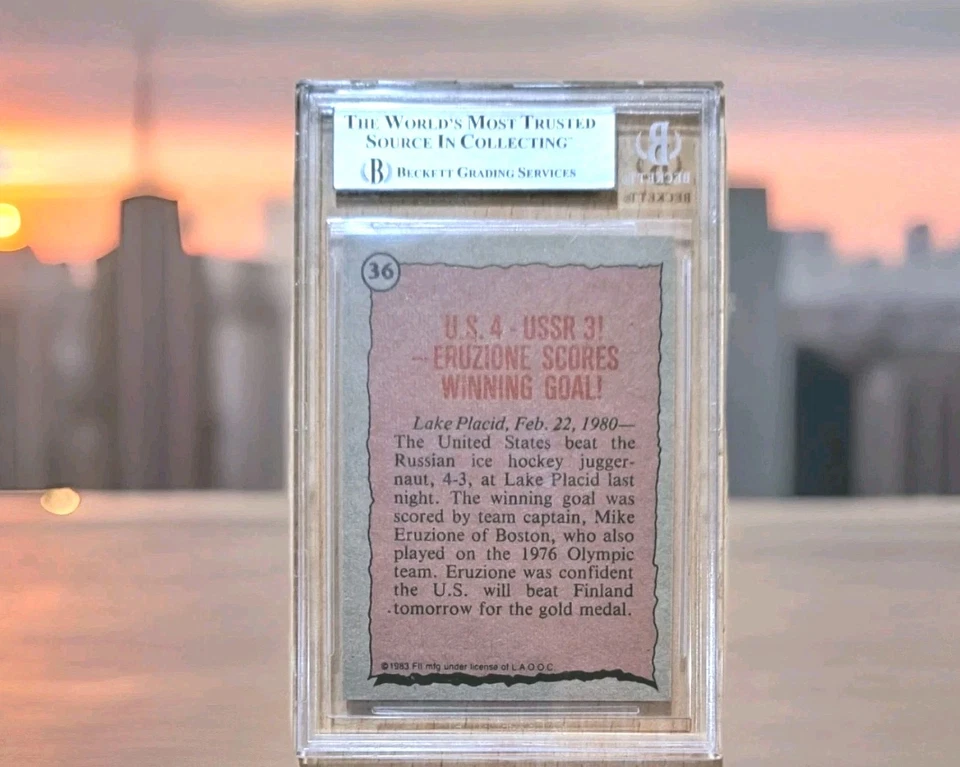 THE WORLD'S MOST TRUSTED
SOURCE IN COLLECTING™
B BECKETT GRADING SERVICES
B
BECKETT
BECKETT
36
U.S. 4 - USSR 3!
—ERUZIONE SCORES
WINNING GOAL!
Lake Placid, Feb. 22, 1980—
The United States beat the
Russian ice hockey jugger-
naut, 4-3, at Lake Placid last
night. The winning goal was
scored by team captain, Mike
Eruzione of Boston, who also
played on the 1976 Olympic
team. Eruzione was confident
the U.S. will beat Finland
tomorrow for the gold medal.
©1983 FII mfg under license of L.A.O.O.C.